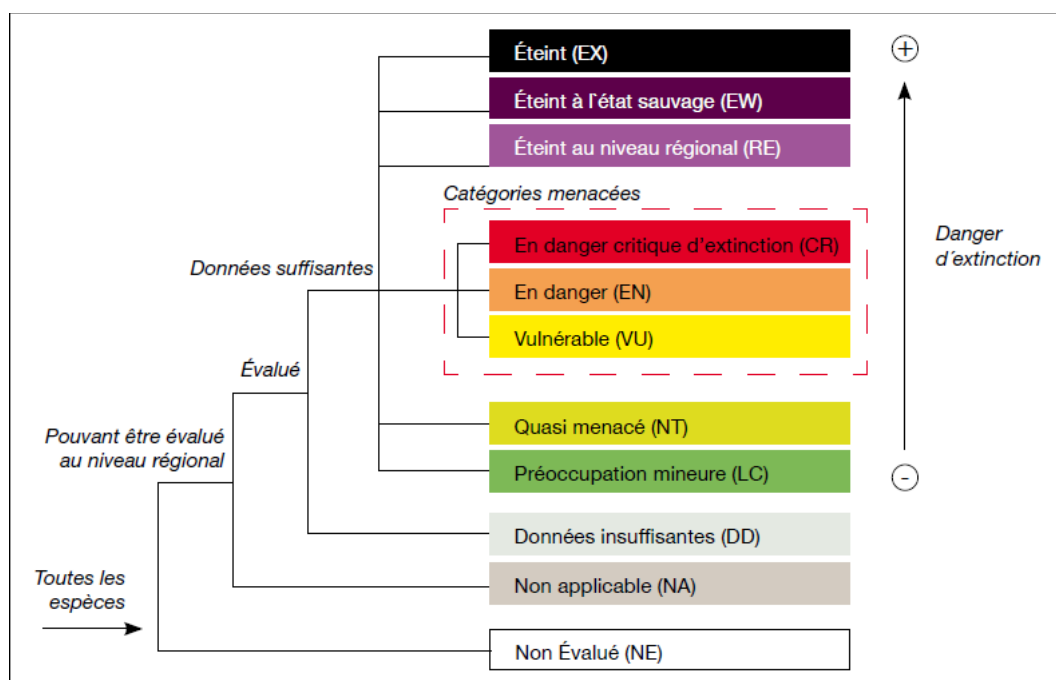 Éteint (EX)
+
Éteint à l'état sauvage (EW)
Éteint au niveau régional (RE)
Catégories menacées
En danger critique d'extinction (CR)
Danger
d´extinction
Données suffisantes
En danger (EN)
Vulnérable (VU)
Évalué
Quasi menacé (NT)
Pouvant être évalué
au niveau régional
Préoccupation mineure (LC)
-
Données insuffisantes (DD)
Toutes les
espèces
Non applicable (NA)
Non Évalué (NE)